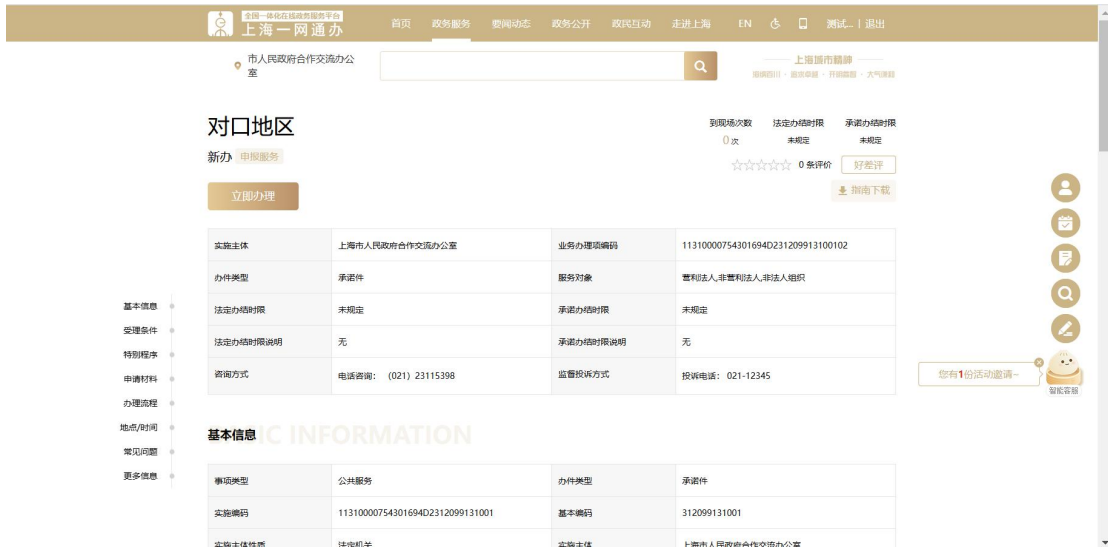 全国一体化在线政务服务平台
上海一网通办
首页 政务服务 要闻动态 政务公开 政民互动 走进上海 EN 测试... | 退出
市人民政府合作交流办公
室
上海城市精神
海纳百川 · 追求卓越 · 开明睿智 · 大气谦和
对口地区
到现场次数 法定办结时限 承诺办结时限
0次 未规定 未规定
新办 申报服务
0 条评价 好差评
立即办理
指南下载
实施主体 上海市人民政府合作交流办公室 业务办理项编码 11310000754301694D231209913100102
办件类型 承诺件 服务对象 营利法人,非营利法人,非法人组织
法定办结时限 未规定 承诺办结时限 未规定
法定办结时限说明 无 承诺办结时限说明 无
咨询方式 电话咨询: (021) 23115398 监督投诉方式 投诉电话: 021-12345
基本信息
受理条件
特别程序
申请材料
办理流程
地点/时间
常见问题
更多信息
您有1份活动邀请~
智能客服
基本信息 IC INFORMATION
事项类型 公共服务 办件类型 承诺件
实施编码 11310000754301694D2312099131001 基本编码 312099131001
实施主体性质 法定机关 实施主体 上海市人民政府合作交流办公室